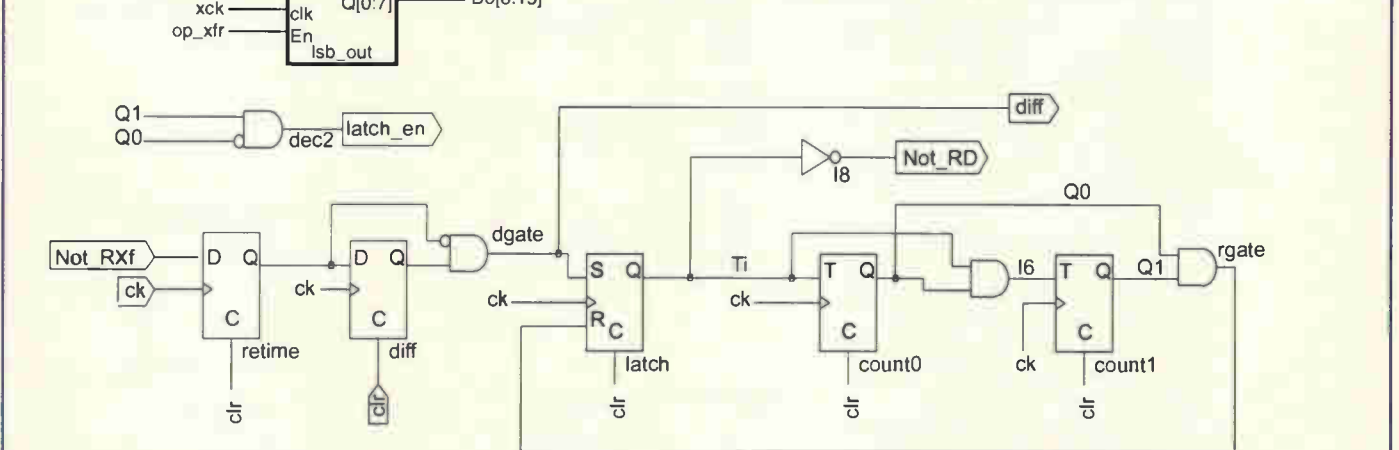 xck
clk
Q[0:7]
op_xfr
En
lsb_out
Q1
Q0
dec2
latch_en
diff
I8
Not_RD
Q0
dgate
rgate
Not_RXf
D Q
D Q
S Q
Ti
T Q
I6
T Q
Q1
ck
ck
ck
R
ck
C
C
C
C
C
retime
diff
latch
count0
ck
count1
clr
clr
clr
clr
clr